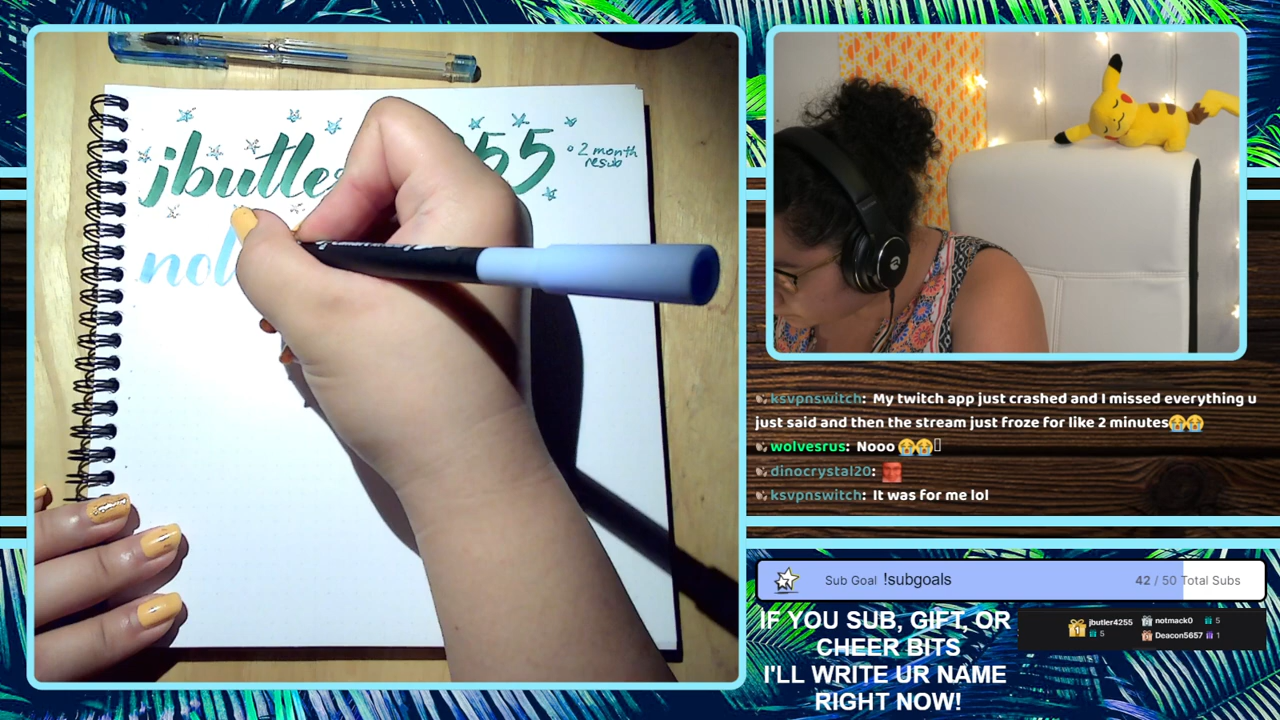 jbutle 55
• 2 month
resub
not
ksvpnswitch: My twitch app just crashed and I missed everything u
just said and then the stream just froze for like 2 minutes😭😭
wolvesrus: Nooo 😭😭
dinocrystal20:
ksvpnswitch: It was for me lol
Sub Goal !subgoals 42 / 50 Total Subs
IF YOU SUB, GIFT, OR
CHEER BITS
I'LL WRITE UR NAME
RIGHT NOW!
1 jbutler4255 5
notmack0 5
Deacon5657 1